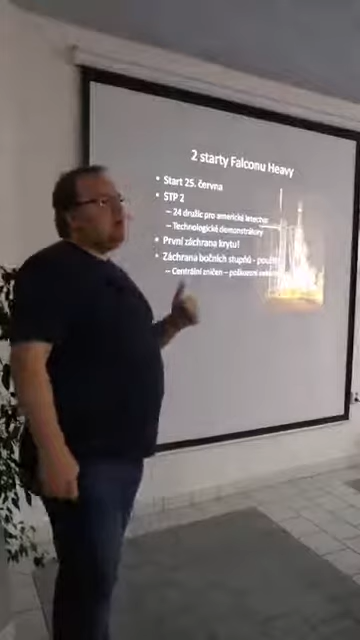 2 starty Falconu Heavy
• Start 25. června
• STP 2
– 24 družic pro americké letectvo
– Technologické demonstrátory
• První záchrana krytu!
• Záchrana bočních stupňů -
– Centrální zničen – poškození